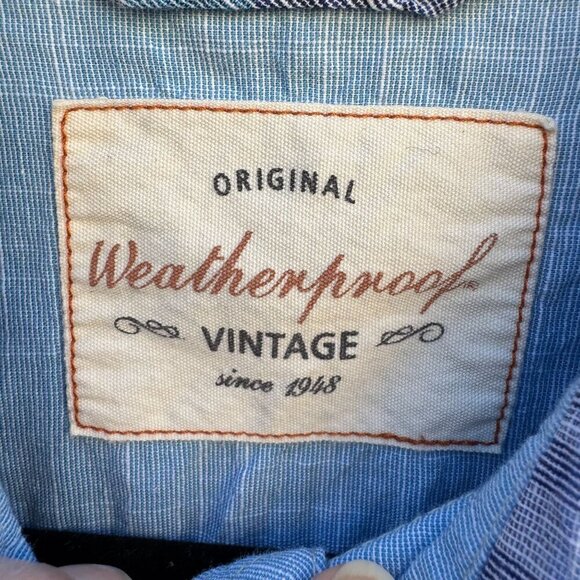 ORIGINAL
Weatherproof
VINTAGE
since 1948